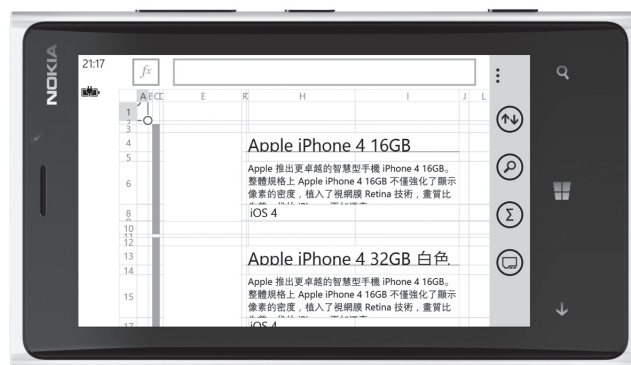 NOKIA
21:17
fx
A B C D E F G H I J L
1
2
3
4 Apple iPhone 4 16GB
5
Apple 推出更卓越的智慧型手機 iPhone 4 16GB。
6 整體規格上 Apple iPhone 4 16GB 不僅強化了顯示
像素的密度，植入了視網膜 Retina 技術，畫質比
8 iOS 4
9
10
11
12
13 Apple iPhone 4 32GB 白色
14
Apple 推出更卓越的智慧型手機 iPhone 4 16GB。
15 整體規格上 Apple iPhone 4 16GB 不僅強化了顯示
像素的密度，植入了視網膜 Retina 技術，畫質比
17 iOS 4
Σ